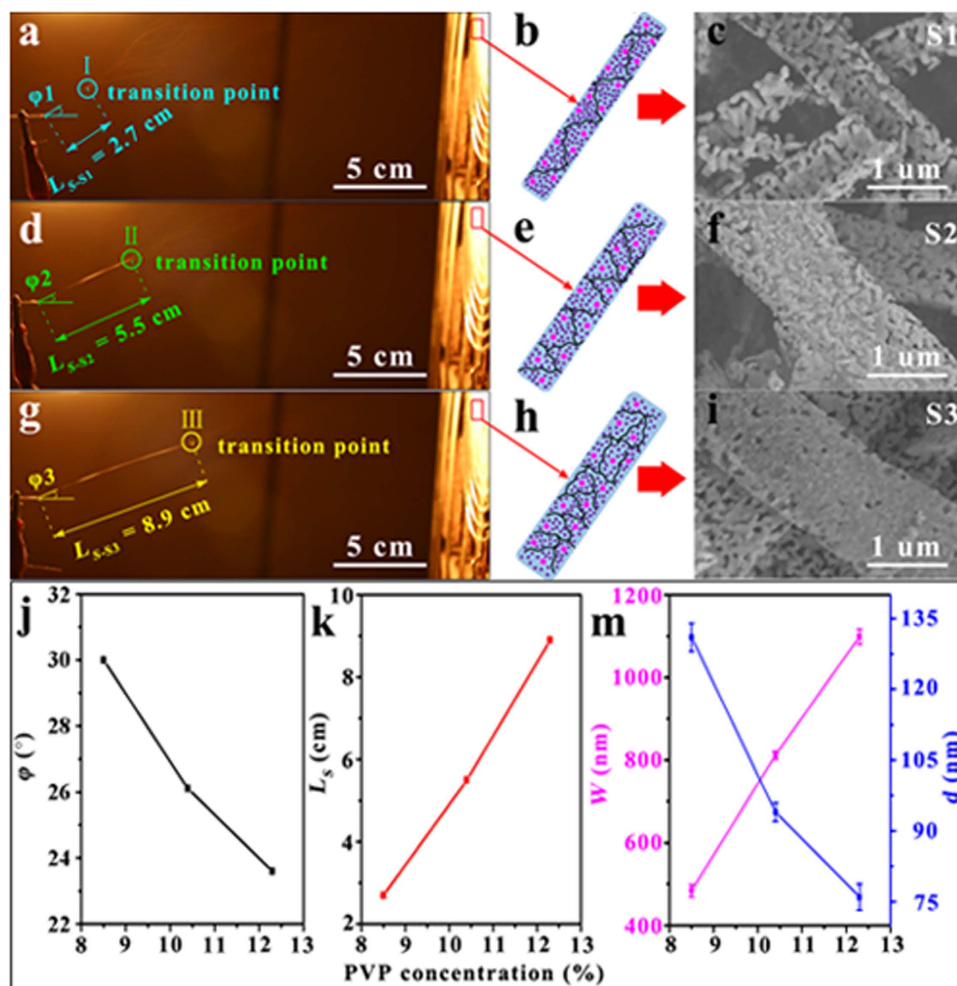 a
I
φ1
transition point
L S-S1 = 2.7 cm
5 cm
b
c
S1
1 um
d
II
φ2
transition point
L S-S2 = 5.5 cm
5 cm
e
f
S2
1 um
g
III
φ3
transition point
L S-S3 = 8.9 cm
5 cm
h
i
S3
1 um
j
32
30
28
26
24
22
φ (°)
8 9 10 11 12 13
k
10
8
6
4
2
L S (cm)
8 9 10 11 12 13
PVP concentration (%)
m
1200
1000
800
600
400
W (nm)
135
120
105
90
75
d (nm)
8 9 10 11 12 13